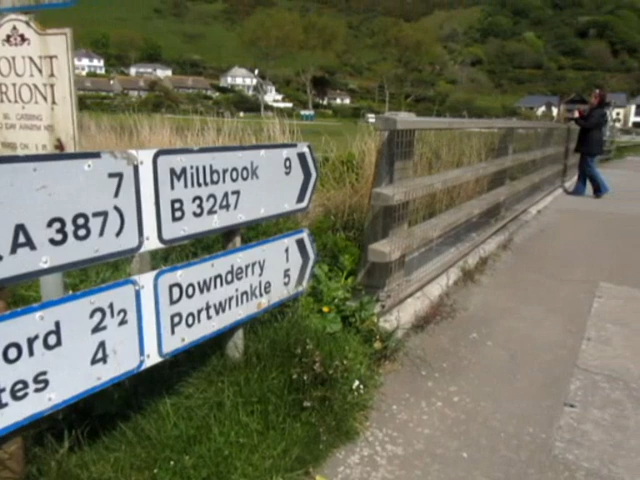 OUNT
RIONI
7
A 387)
Millbrook 9
B 3247
ord 2½
tes 4
Downderry 1
Portwrinkle 5